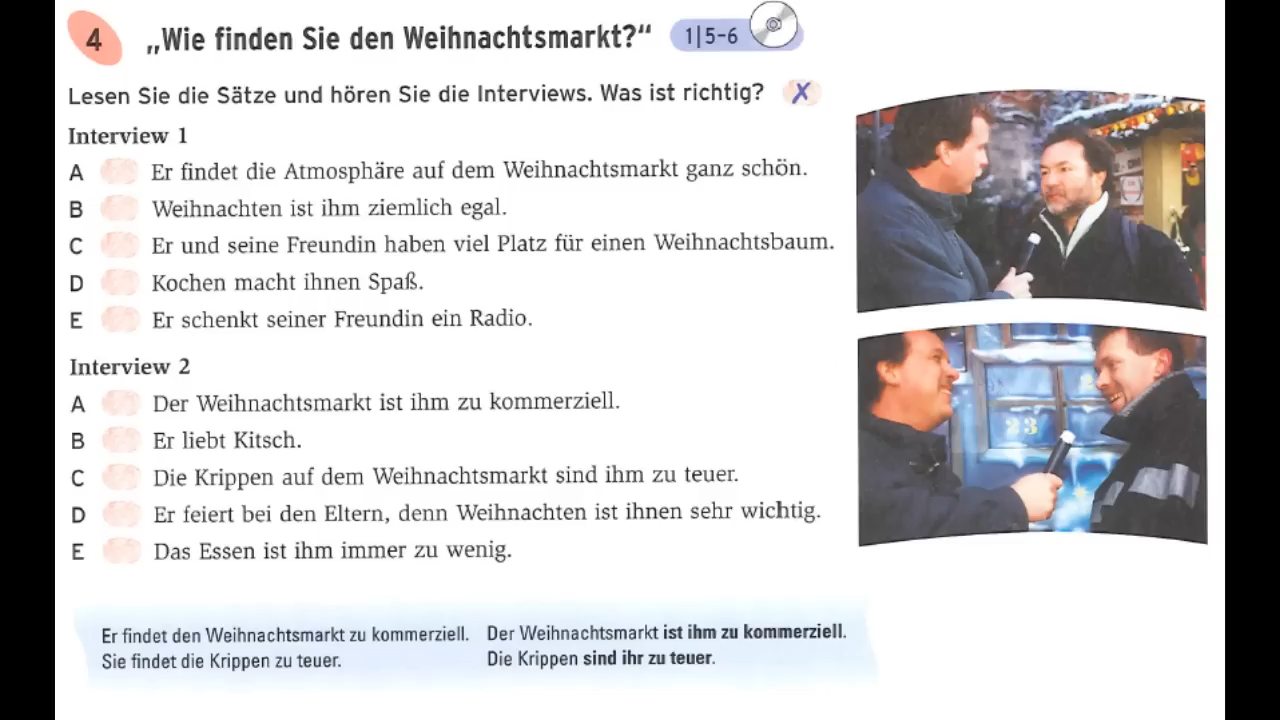 4 „Wie finden Sie den Weihnachtsmarkt?“ 1|5-6
Lesen Sie die Sätze und hören Sie die Interviews. Was ist richtig? X
Interview 1
A Er findet die Atmosphäre auf dem Weihnachtsmarkt ganz schön.
B Weihnachten ist ihm ziemlich egal.
C Er und seine Freundin haben viel Platz für einen Weihnachtsbaum.
D Kochen macht ihnen Spaß.
E Er schenkt seiner Freundin ein Radio.
Interview 2
A Der Weihnachtsmarkt ist ihm zu kommerziell.
B Er liebt Kitsch.
C Die Krippen auf dem Weihnachtsmarkt sind ihm zu teuer.
D Er feiert bei den Eltern, denn Weihnachten ist ihnen sehr wichtig.
E Das Essen ist ihm immer zu wenig.
23
Er findet den Weihnachtsmarkt zu kommerziell. Der Weihnachtsmarkt ist ihm zu kommerziell.
Sie findet die Krippen zu teuer. Die Krippen sind ihr zu teuer.